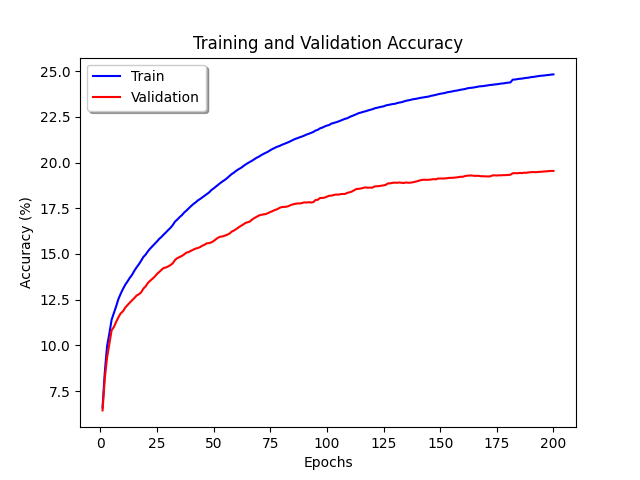 Training and Validation Accuracy
Train
Validation
Accuracy (%)
25.0
22.5
20.0
17.5
15.0
12.5
10.0
7.5
0 25 50 75 100 125 150 175 200
Epochs